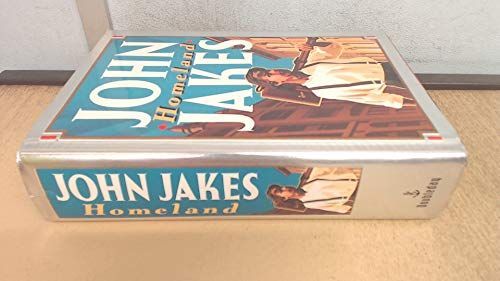 JOHN
Homeland
JAKES
JOHN JAKES
Homeland
Doubleday